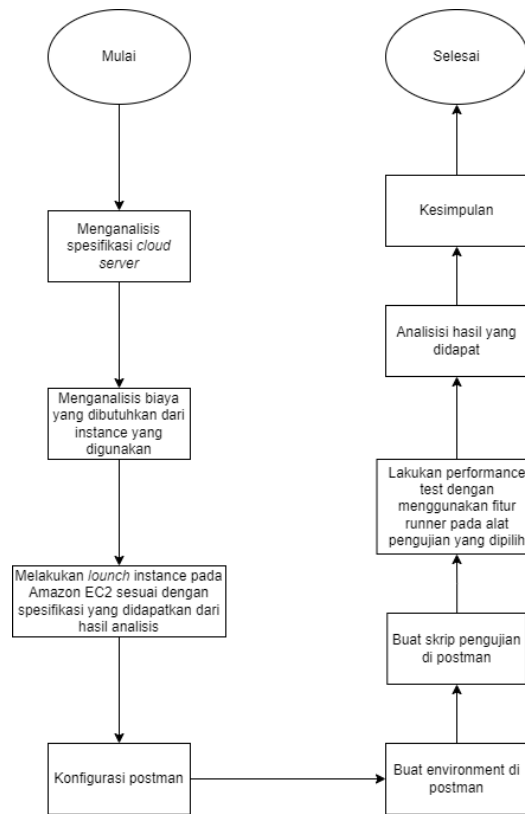 Mulai
Menganalisis
spesifikasi cloud
server
Menganalisis biaya
yang dibutuhkan dari
instance yang
digunakan
Melakukan lounch instance pada
Amazon EC2 sesuai dengan
spesifikasi yang didapatkan dari
hasil analisis
Konfigurasi postman
Buat environment di
postman
Buat skrip pengujian
di postman
Lakukan performance
test dengan
menggunakan fitur
runner pada alat
pengujian yang dipilih
Analisisi hasil yang
didapat
Kesimpulan
Selesai